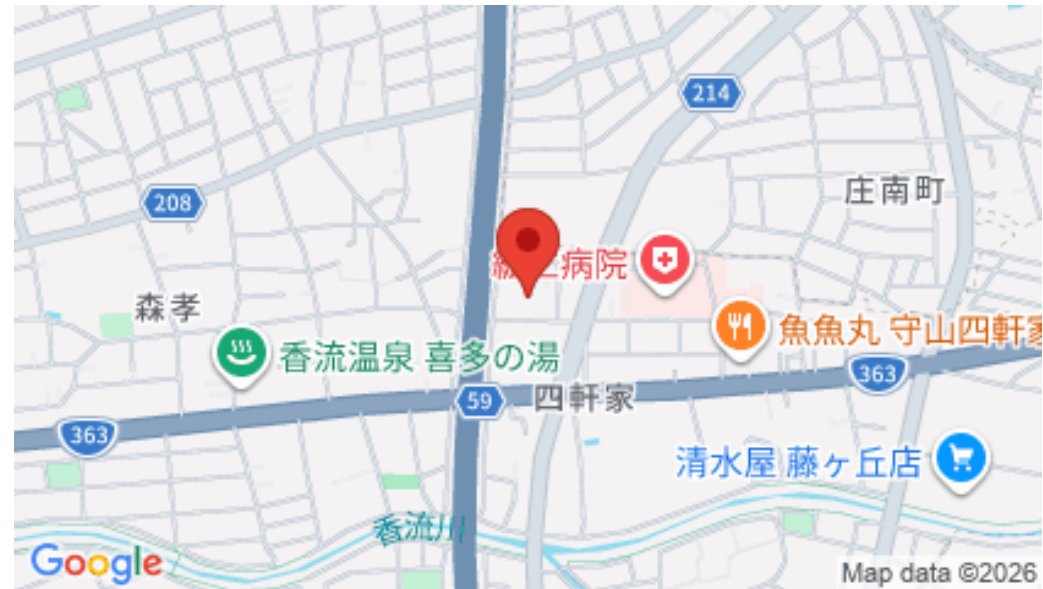 214
庄南町
208
病院
森孝
魚魚丸 守山四軒家
香流温泉 喜多の湯
363
59
四軒家
363
清水屋 藤ヶ丘店
香流川
Google
Map data ©2026